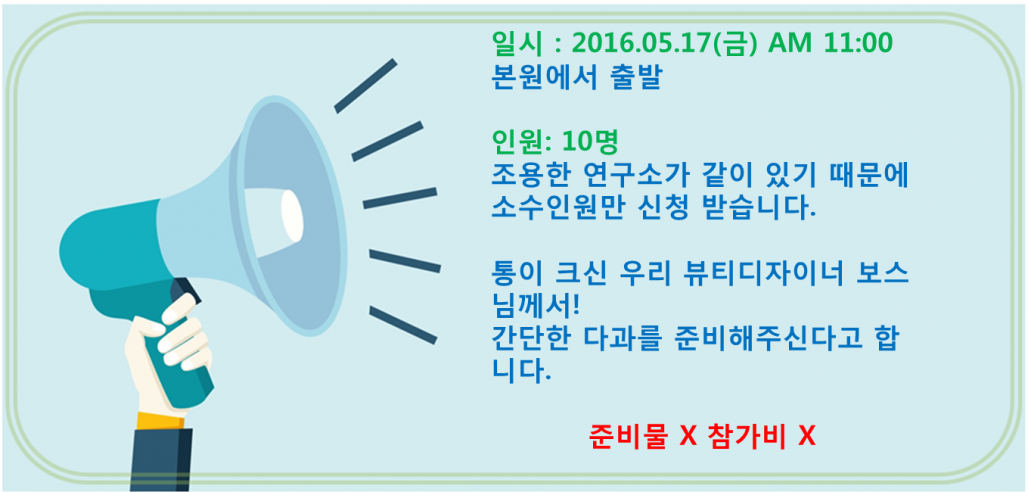 일시 : 2016.05.17(금) AM 11:00
본원에서 출발
인원: 10명
조용한 연구소가 같이 있기 때문에
소수인원만 신청 받습니다.
통이 크신 우리 뷰티디자이너 보스
님께서!
간단한 다과를 준비해주신다고 합
니다.
준비물 X 참가비 X